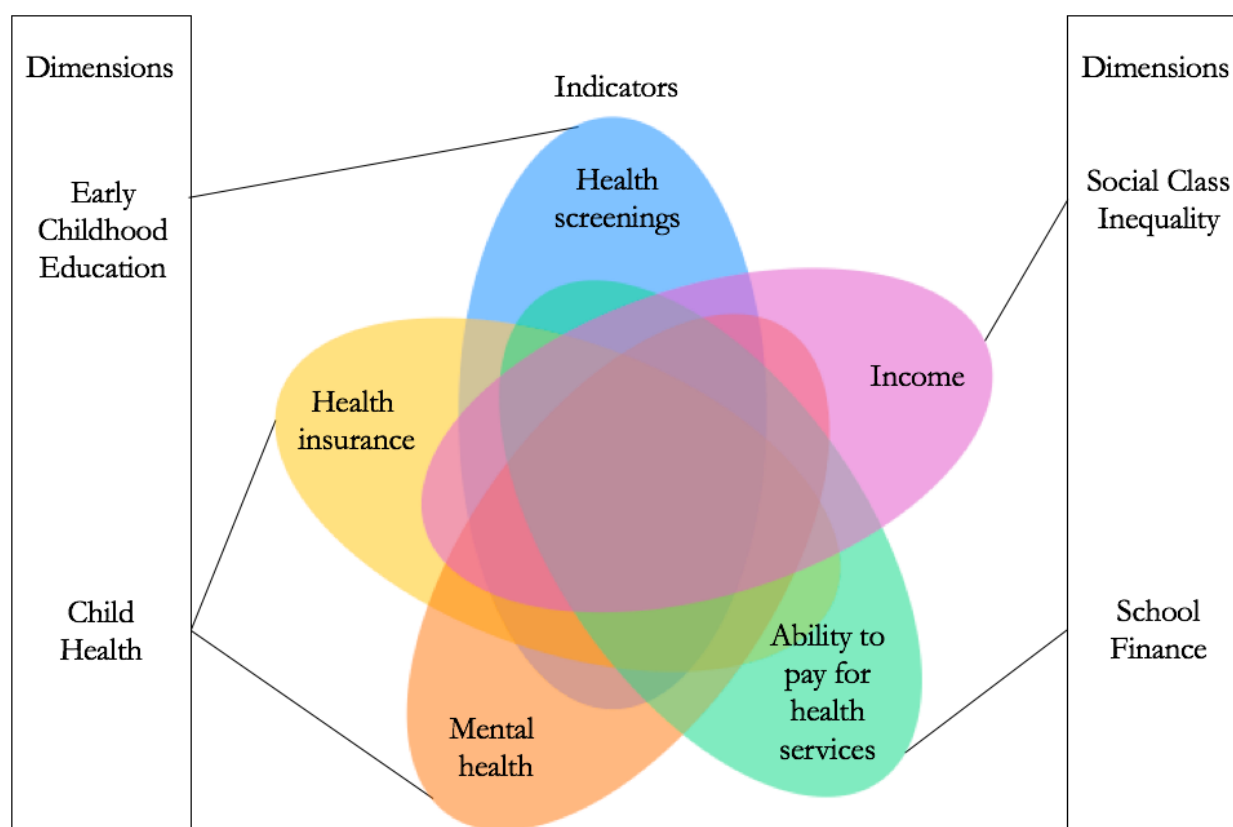 Dimensions
Early
Childhood
Education
Child
Health
Indicators
Health
screenings
Health
insurance
Income
Mental
health
Ability to
pay for
health
services
Dimensions
Social Class
Inequality
School
Finance